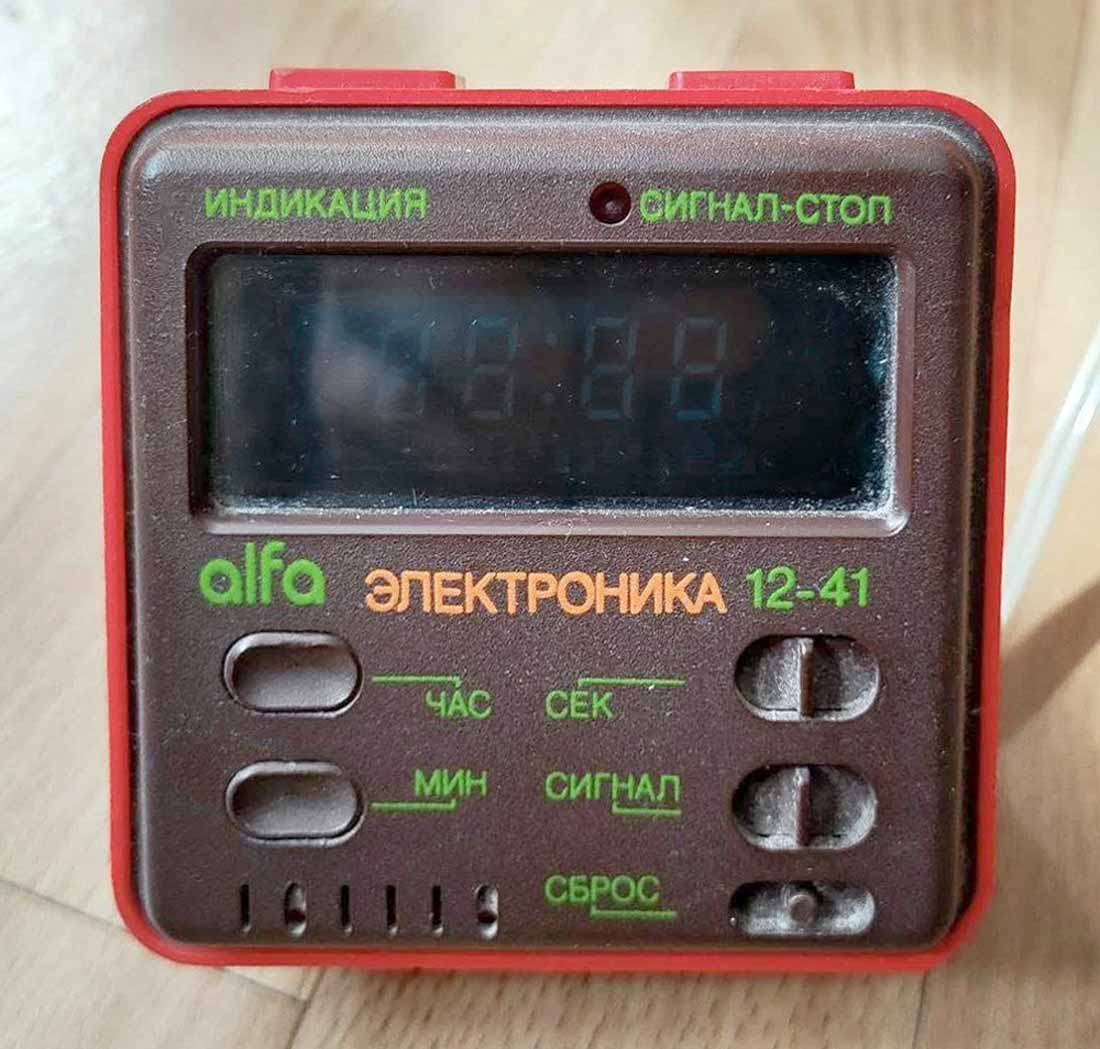 ИНДИКАЦИЯ СИГНАЛ-СТОП
alfa ЭЛЕКТРОНИКА 12-41
ЧАС СЕК
МИН СИГНАЛ
СБРОС